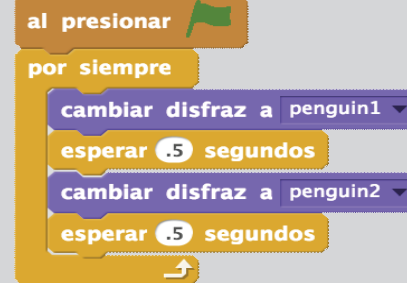 al presionar
por siempre
cambiar disfraz a penguin1
esperar .5 segundos
cambiar disfraz a penguin2
esperar .5 segundos